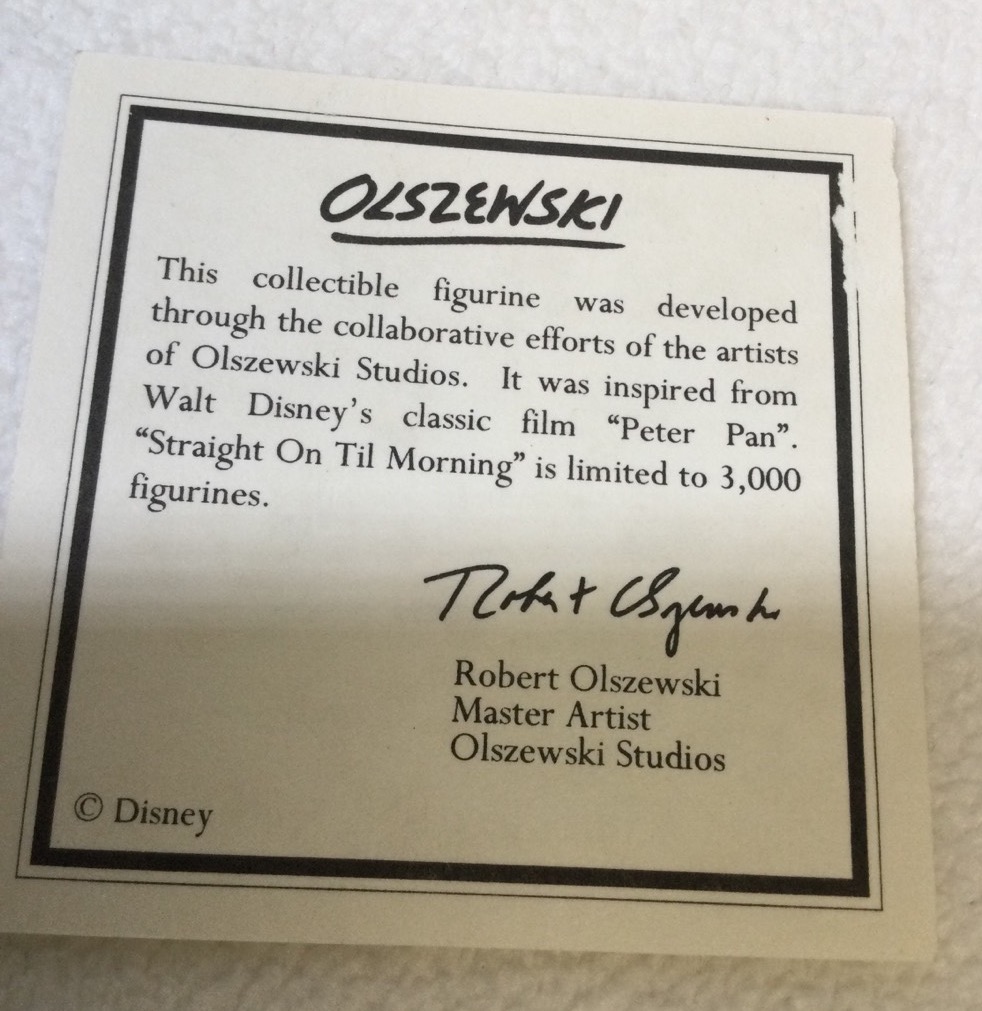 OLSZEWSKI
This collectible figurine was developed
through the collaborative efforts of the artists
of Olszewski Studios. It was inspired from
Walt Disney's classic film “Peter Pan”.
“Straight On Til Morning” is limited to 3,000
figurines.
Robert Olszewski
Robert Olszewski
Master Artist
Olszewski Studios
© Disney